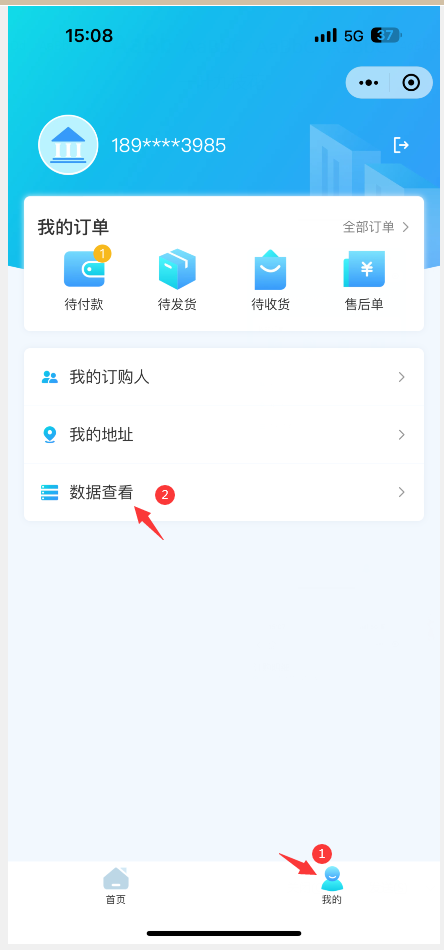 15:08
5G
37
189****3985
我的订单
全部订单
1
待付款
待发货
待收货
售后单
我的订购人
我的地址
数据查看
2
1
首页
我的